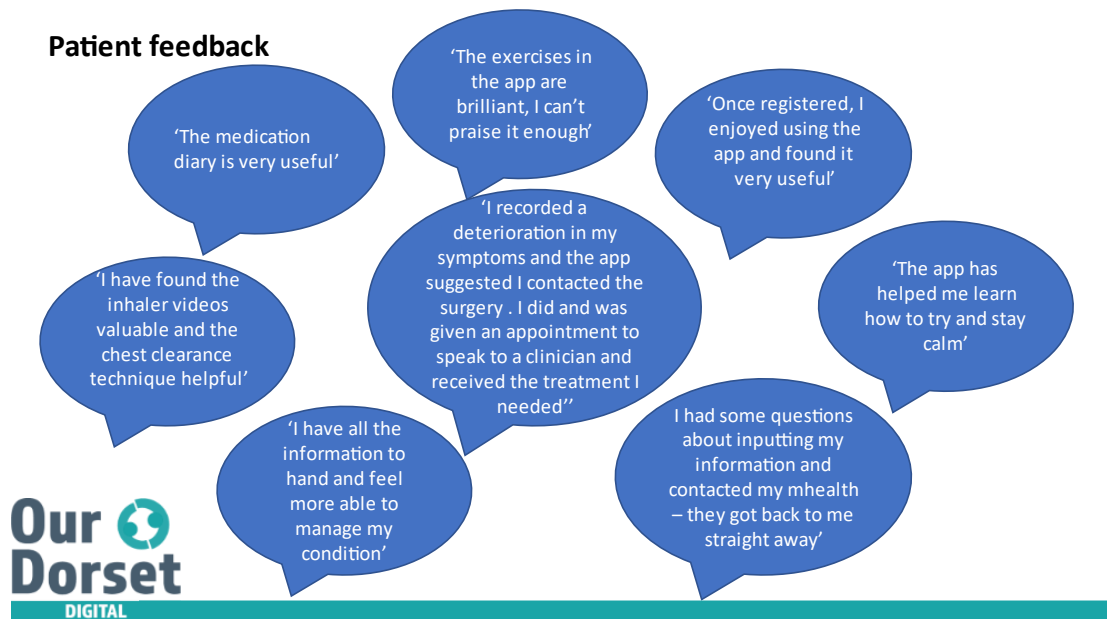 Patient feedback
‘The exercises in
the app are
brilliant, I can’t
praise it enough’
‘The medication
diary is very useful’
‘Once registered, I
enjoyed using the
app and found it
very useful’
‘I recorded a
deterioration in my
symptoms and the app
suggested I contacted the
surgery . I did and was
given an appointment to
speak to a clinician and
received the treatment I
needed’’
‘The app has
helped me learn
how to try and stay
calm’
‘I have found the
inhaler videos
valuable and the
chest clearance
technique helpful’
I had some questions
about inputting my
information and
contacted my mhealth
– they got back to me
straight away’
‘I have all the
information to
hand and feel
more able to
manage my
condition’
Our
Dorset
DIGITAL